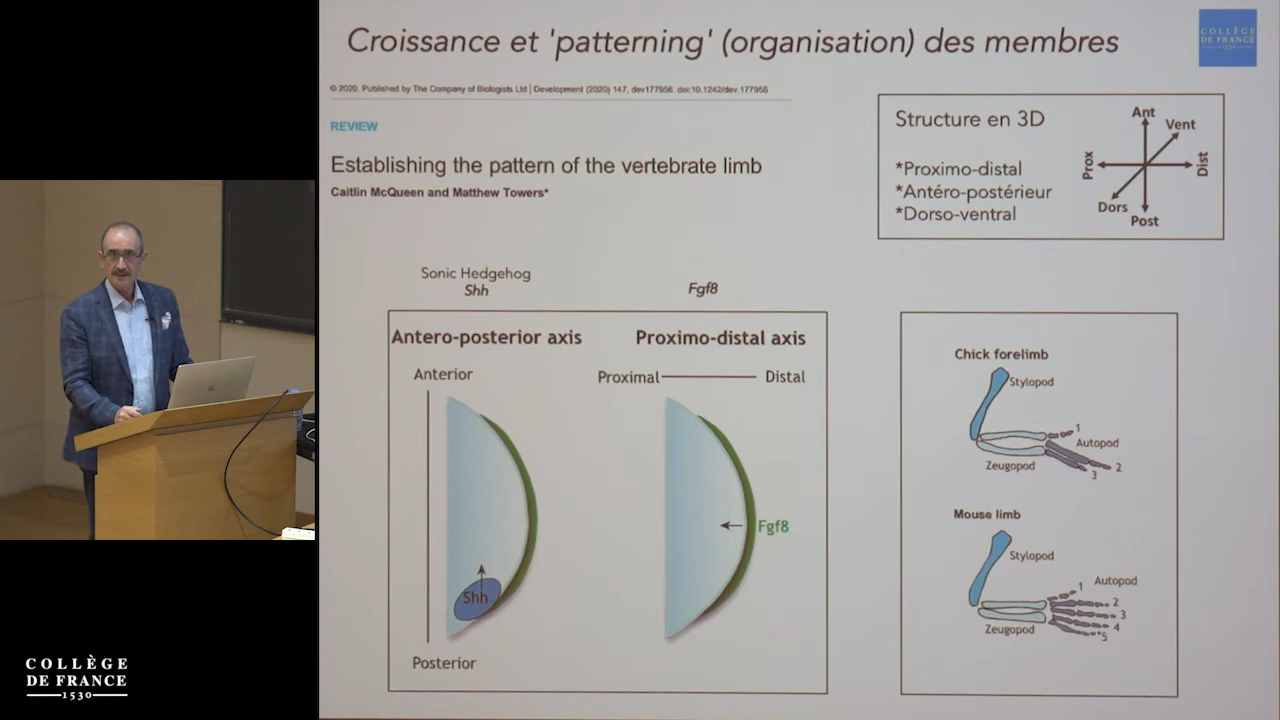 Croissance et 'patterning' (organisation) des membres
COLLÈGE
DE FRANCE
1530
© 2020. Published by The Company of Biologists Ltd | Development (2020) 147, dev177956. doi:10.1242/dev.177956
REVIEW
Establishing the pattern of the vertebrate limb
Caitlin McQueen and Matthew Towers*
Structure en 3D
*Proximo-distal
*Antéro-postérieur
*Dorso-ventral
Ant
Vent
Prox
Dist
Dors
Post
Sonic Hedgehog
Shh
Fgf8
Antero-posterior axis
Proximo-distal axis
Anterior
Proximal
Distal
Shh
Fgf8
Posterior
Chick forelimb
Stylopod
1
Autopod
Zeugopod
2
3
Mouse limb
Stylopod
Autopod
1
2
3
4
5
Zeugopod
COLLÈGE
DE FRANCE
1530